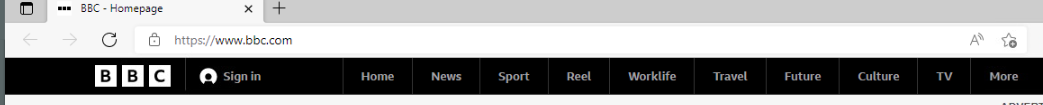 BBC - Homepage
https://www.bbc.com
BBC Sign in Home News Sport Reel Worklife Travel Future Culture TV More